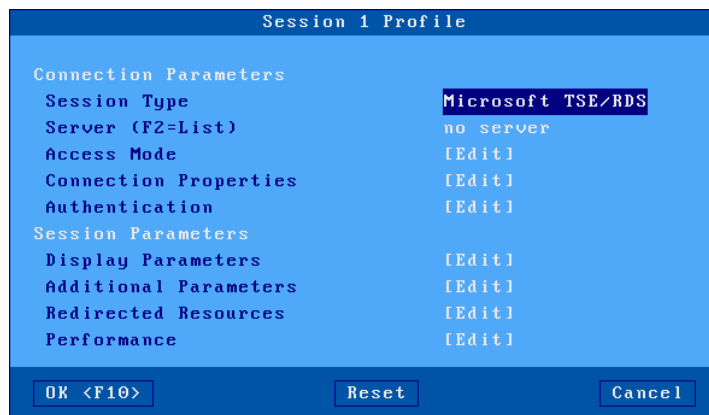 Session 1 Profile
Connection Parameters
Session Type Microsoft TSE/RDS
Server (F2=List) no server
Access Mode [Edit]
Connection Properties [Edit]
Authentication [Edit]
Session Parameters
Display Parameters [Edit]
Additional Parameters [Edit]
Redirected Resources [Edit]
Performance [Edit]
OK <F10> Reset Cancel